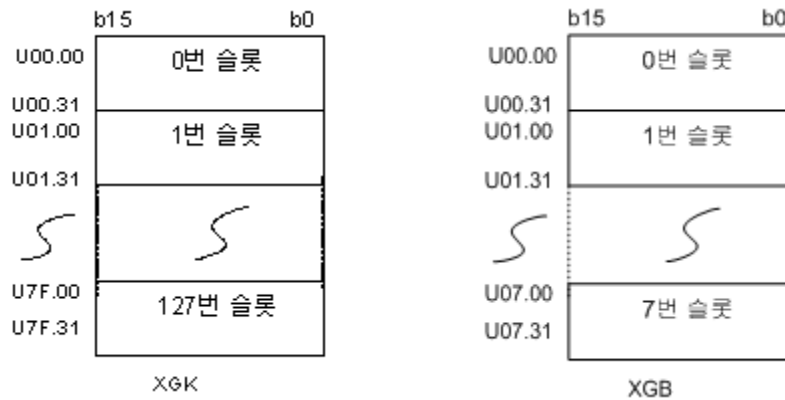 b15 b0
U00.00 0번 슬롯
U00.31
U01.00 1번 슬롯
U01.31
U7F.00
127번 슬롯
U7F.31
XGK
b15 b0
U00.00 0번 슬롯
U00.31
U01.00 1번 슬롯
U01.31
U07.00
7번 슬롯
U07.31
XGB